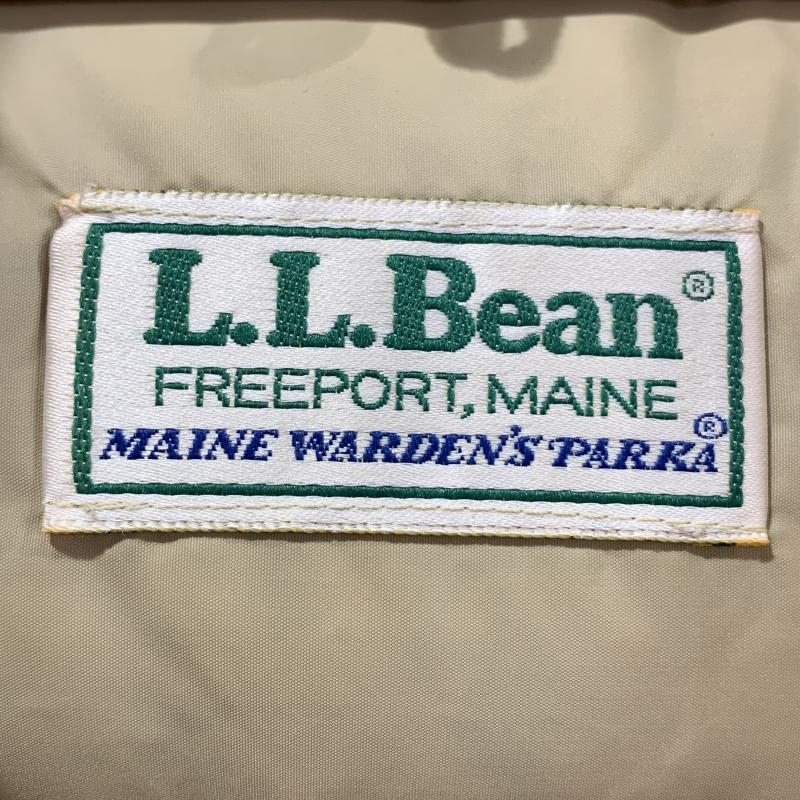 L.L.Bean®
FREEPORT, MAINE
MAINE WARDEN'S PARKA®